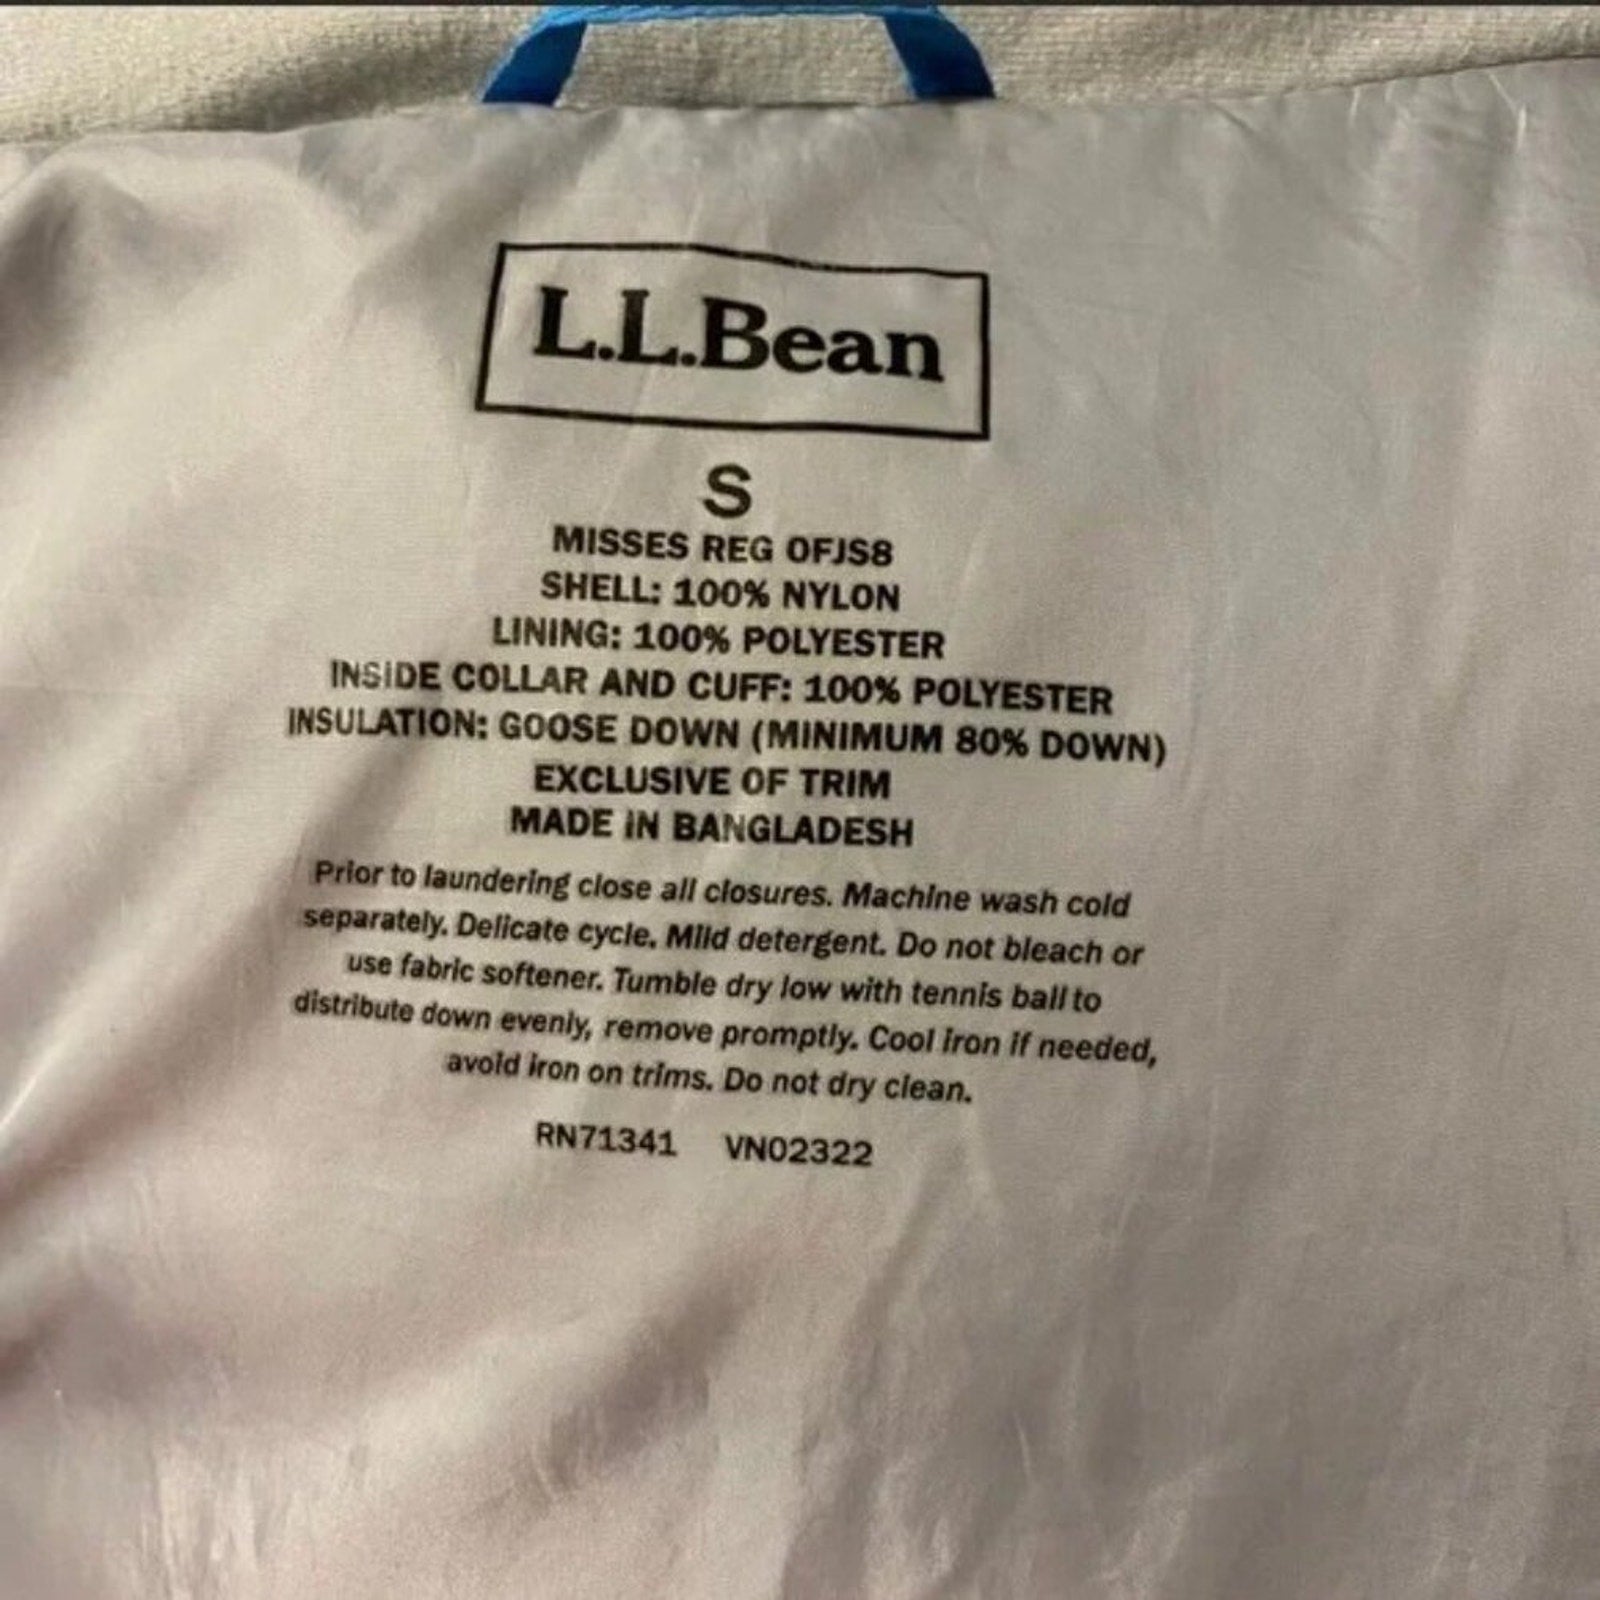 L.L.Bean
S
MISSES REG 0FJS8
SHELL: 100% NYLON
LINING: 100% POLYESTER
INSIDE COLLAR AND CUFF: 100% POLYESTER
INSULATION: GOOSE DOWN (MINIMUM 80% DOWN)
EXCLUSIVE OF TRIM
MADE IN BANGLADESH
Prior to laundering close all closures. Machine wash cold
separately. Delicate cycle. Mild detergent. Do not bleach or
use fabric softener. Tumble dry low with tennis ball to
distribute down evenly, remove promptly. Cool iron if needed,
avoid iron on trims. Do not dry clean.
RN71341 VN02322